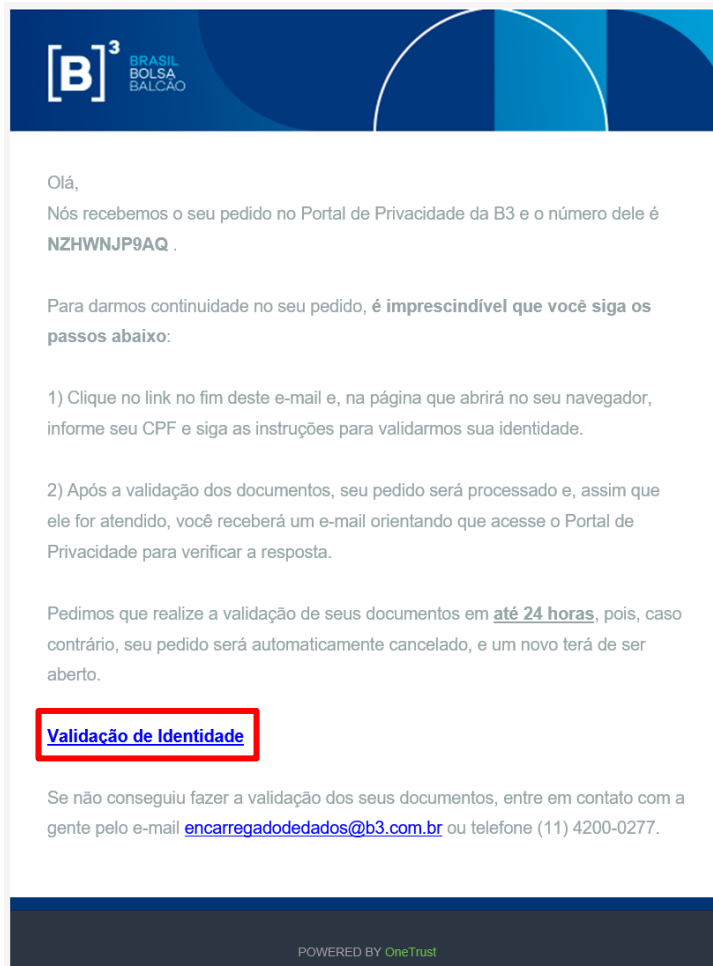 [B]³ BRASIL
BOLSA
BALCÃO
Olá,
Nós recebemos o seu pedido no Portal de Privacidade da B3 e o número dele é
NZHWNJP9AQ .
Para darmos continuidade no seu pedido, é imprescindível que você siga os
passos abaixo:
1) Clique no link no fim deste e-mail e, na página que abrirá no seu navegador,
informe seu CPF e siga as instruções para validarmos sua identidade.
2) Após a validação dos documentos, seu pedido será processado e, assim que
ele for atendido, você receberá um e-mail orientando que acesse o Portal de
Privacidade para verificar a resposta.
Pedimos que realize a validação de seus documentos em até 24 horas, pois, caso
contrário, seu pedido será automaticamente cancelado, e um novo terá de ser
aberto.
Validação de Identidade
Se não conseguiu fazer a validação dos seus documentos, entre em contato com a
gente pelo e-mail encarregadodedados@b3.com.br ou telefone (11) 4200-0277.
POWERED BY OneTrust